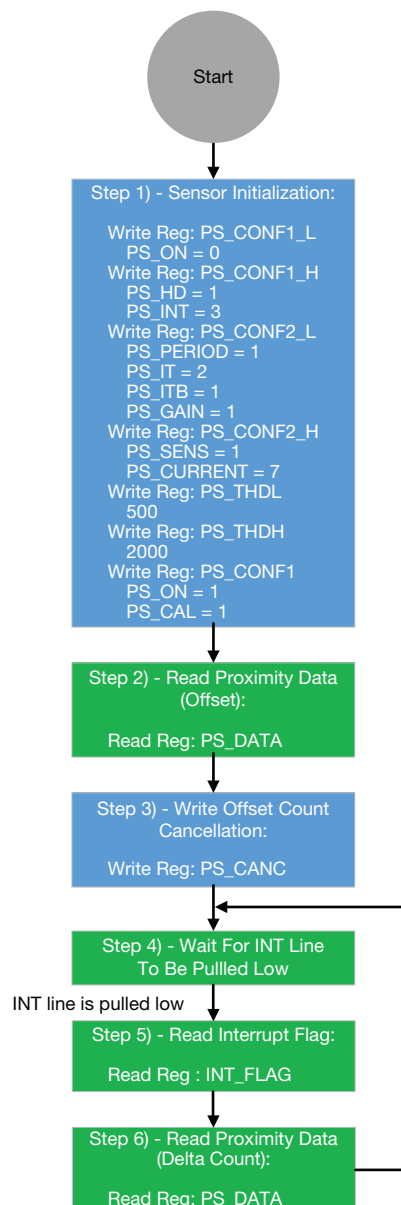 Start
Step 1) - Sensor Initialization:
Write Reg: PS_CONF1_L
PS_ON = 0
Write Reg: PS_CONF1_H
PS_HD = 1
PS_INT = 3
Write Reg: PS_CONF2_L
PS_PERIOD = 1
PS_IT = 2
PS_ITB = 1
PS_GAIN = 1
Write Reg: PS_CONF2_H
PS_SENS = 1
PS_CURRENT = 7
Write Reg: PS_THDL
500
Write Reg: PS_THDH
2000
Write Reg: PS_CONF1
PS_ON = 1
PS_CAL = 1
Step 2) - Read Proximity Data
(Offset):
Read Reg: PS_DATA
Step 3) - Write Offset Count
Cancellation:
Write Reg: PS_CANC
Step 4) - Wait For INT Line
To Be Pullled Low
INT line is pulled low
Step 5) - Read Interrupt Flag:
Read Reg : INT_FLAG
Step 6) - Read Proximity Data
(Delta Count):
Read Reg: PS_DATA